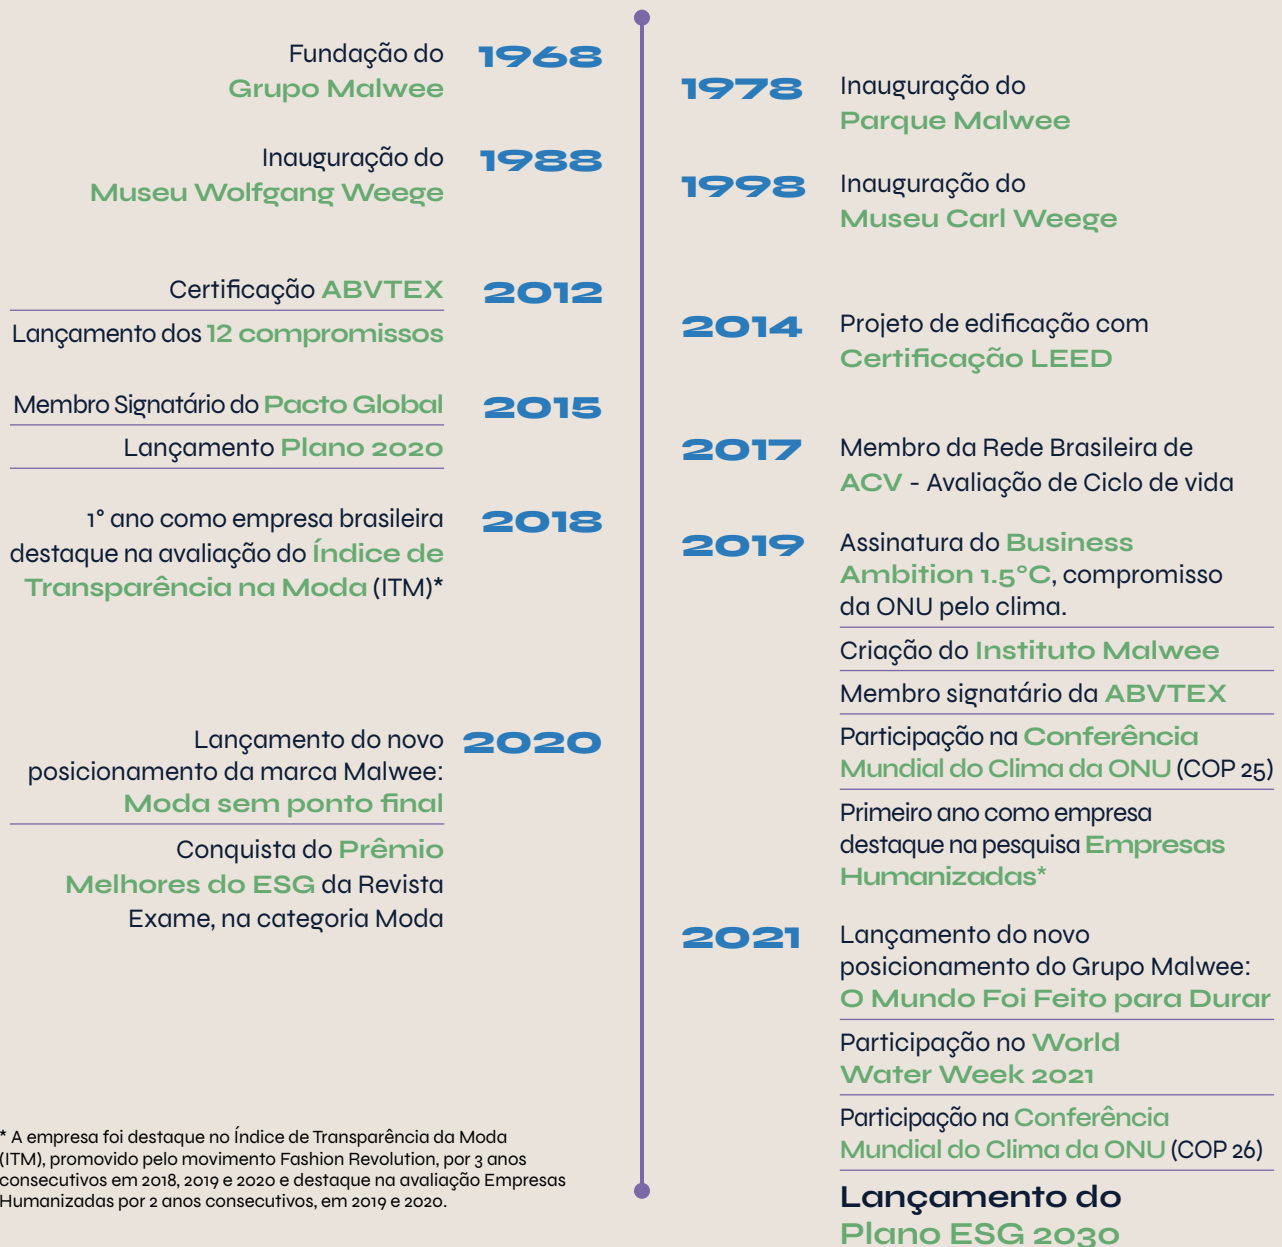 1968
Fundação do
Grupo Malwee
1978
Inauguração do
Parque Malwee
1988
Inauguração do
Museu Wolfgang Weege
1998
Inauguração do
Museu Carl Weege
2012
Certificação ABVTEX
Lançamento dos 12 compromissos
2014
Projeto de edificação com
Certificação LEED
2015
Membro Signatário do Pacto Global
Lançamento Plano 2020
2017
Membro da Rede Brasileira de
ACV - Avaliação de Ciclo de vida
2018
1° ano como empresa brasileira
destaque na avaliação do Índice de
Transparência na Moda (ITM)*
2019
Assinatura do Business
Ambition 1.5°C, compromisso
da ONU pelo clima.
Criação do Instituto Malwee
Membro signatário da ABVTEX
Participação na Conferência
Mundial do Clima da ONU (COP 25)
Primeiro ano como empresa
destaque na pesquisa Empresas
Humanizadas*
2020
Lançamento do novo
posicionamento da marca Malwee:
Moda sem ponto final
Conquista do Prêmio
Melhores do ESG da Revista
Exame, na categoria Moda
2021
Lançamento do novo
posicionamento do Grupo Malwee:
O Mundo Foi Feito para Durar
Participação no World
Water Week 2021
Participação na Conferência
Mundial do Clima da ONU (COP 26)
Lançamento do
Plano ESG 2030
* A empresa foi destaque no Índice de Transparência da Moda
(ITM), promovido pelo movimento Fashion Revolution, por 3 anos
consecutivos em 2018, 2019 e 2020 e destaque na avaliação Empresas
Humanizadas por 2 anos consecutivos, em 2019 e 2020.